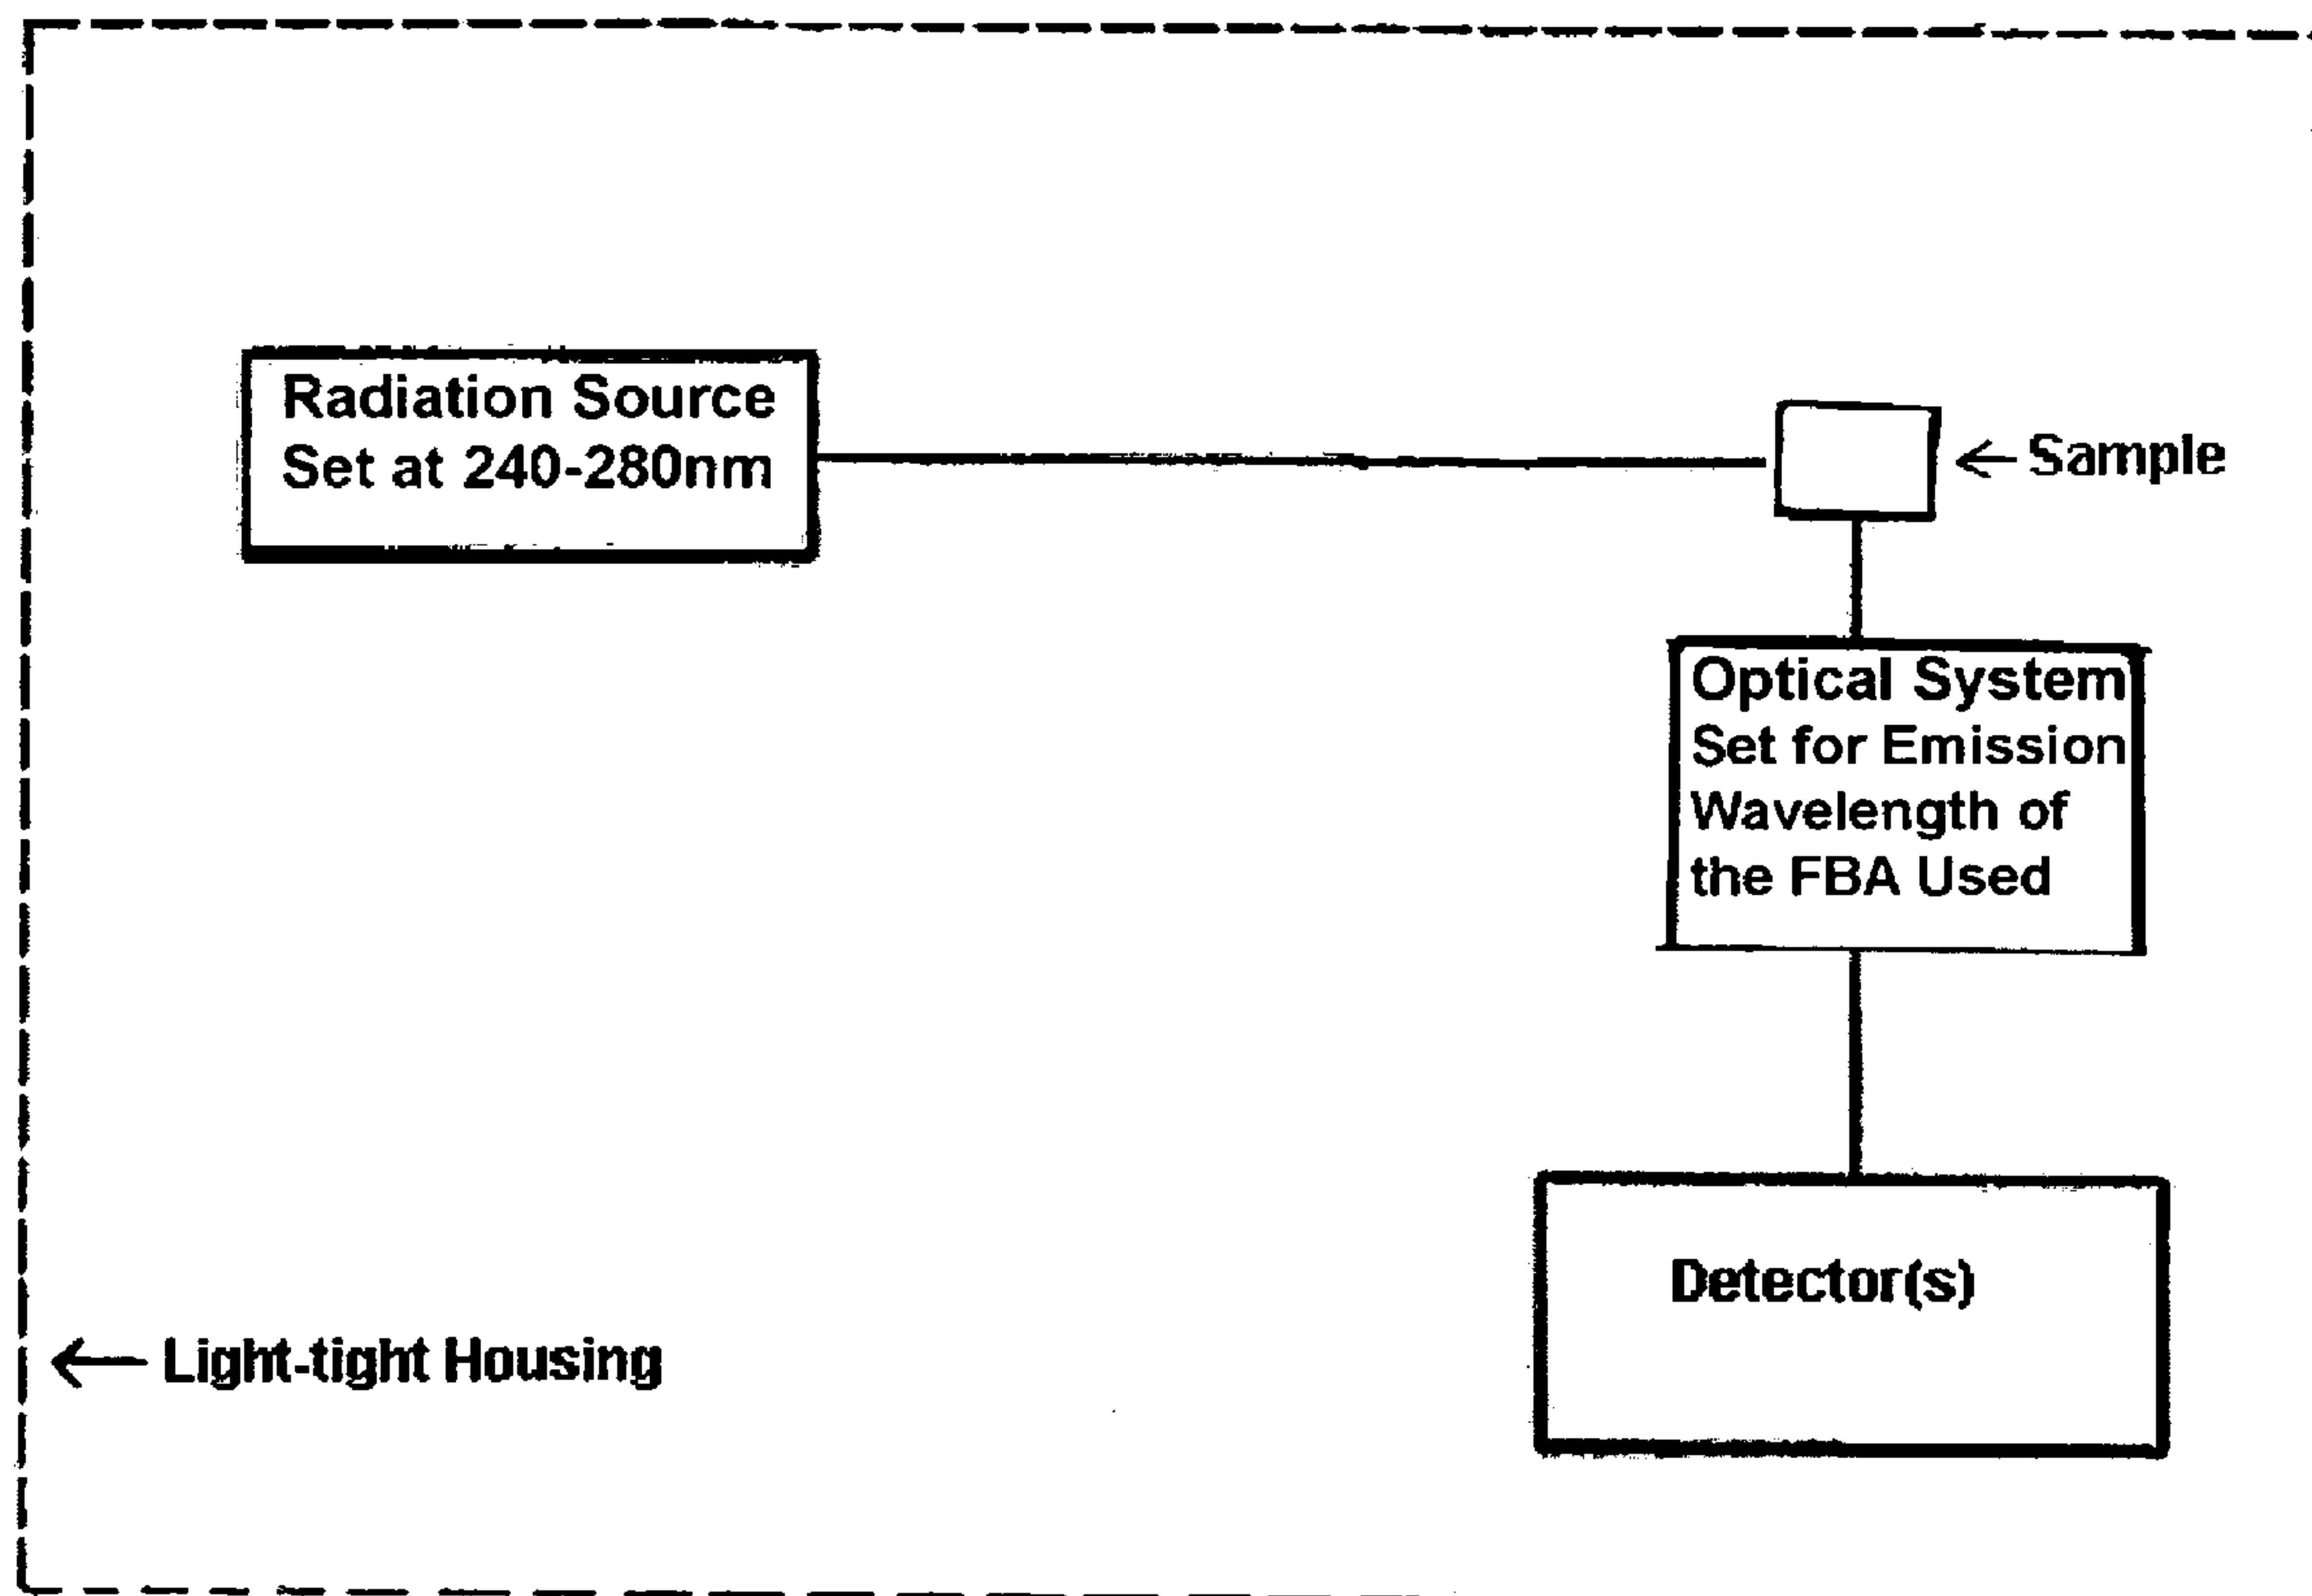 Radiation Source
Set at 240-280nm
Sample
Optical System
Set for Emission
Wavelength of
the FBA Used
Detector(s)
Light-tight Housing